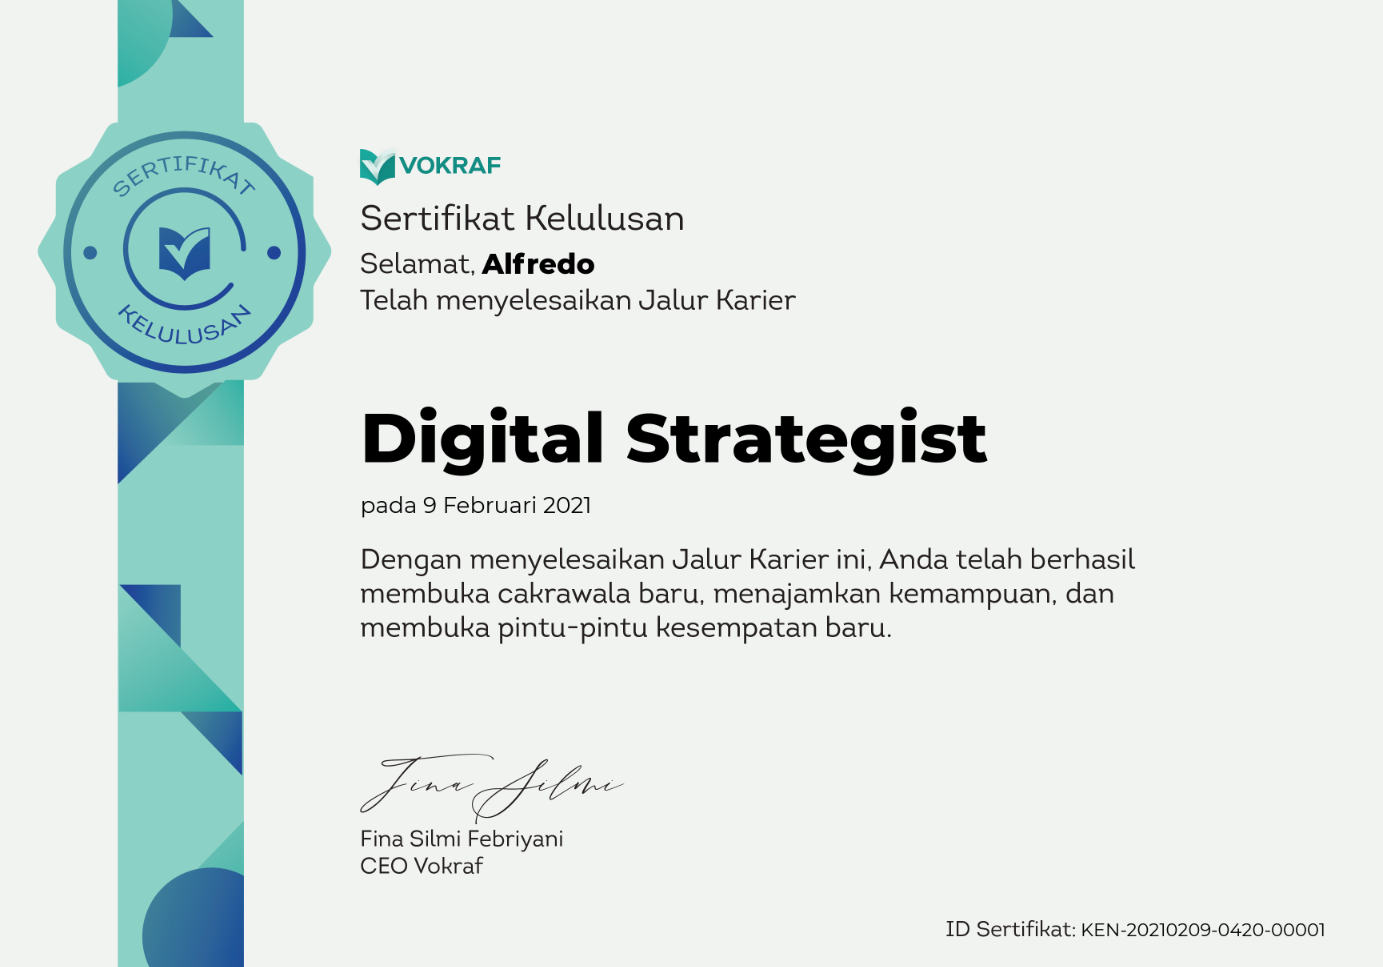 SERTIFIKAT
KELULUSAN
VOKRAF
Sertifikat Kelulusan
Selamat, Alfredo
Telah menyelesaikan Jalur Karier
Digital Strategist
pada 9 Februari 2021
Dengan menyelesaikan Jalur Karier ini, Anda telah berhasil
membuka cakrawala baru, menajamkan kemampuan, dan
membuka pintu-pintu kesempatan baru.
Fina Silmi
Fina Silmi Febriyani
CEO Vokraf
ID Sertifikat: KEN-20210209-0420-00001